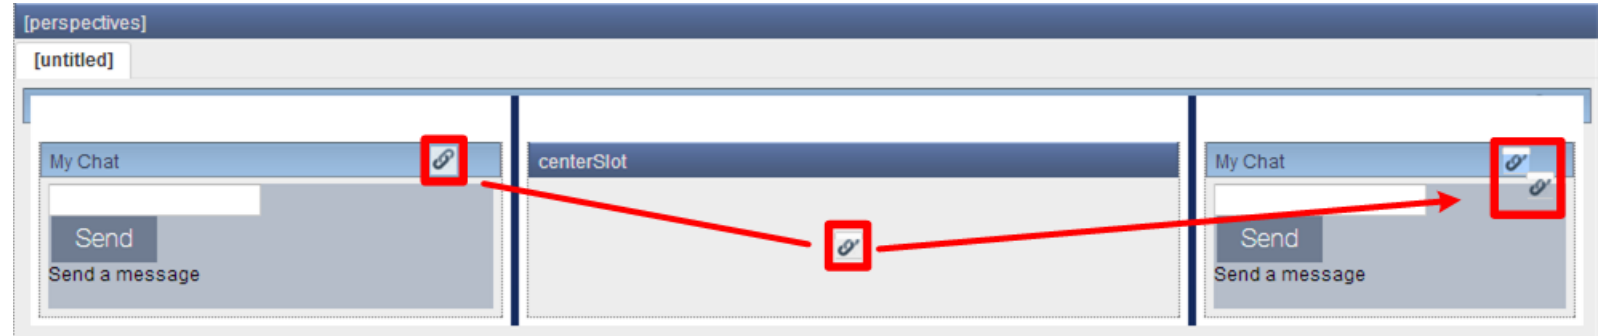 [perspectives]
[untitled]
My Chat
centerSlot
My Chat
Send
Send
Send a message
Send a message